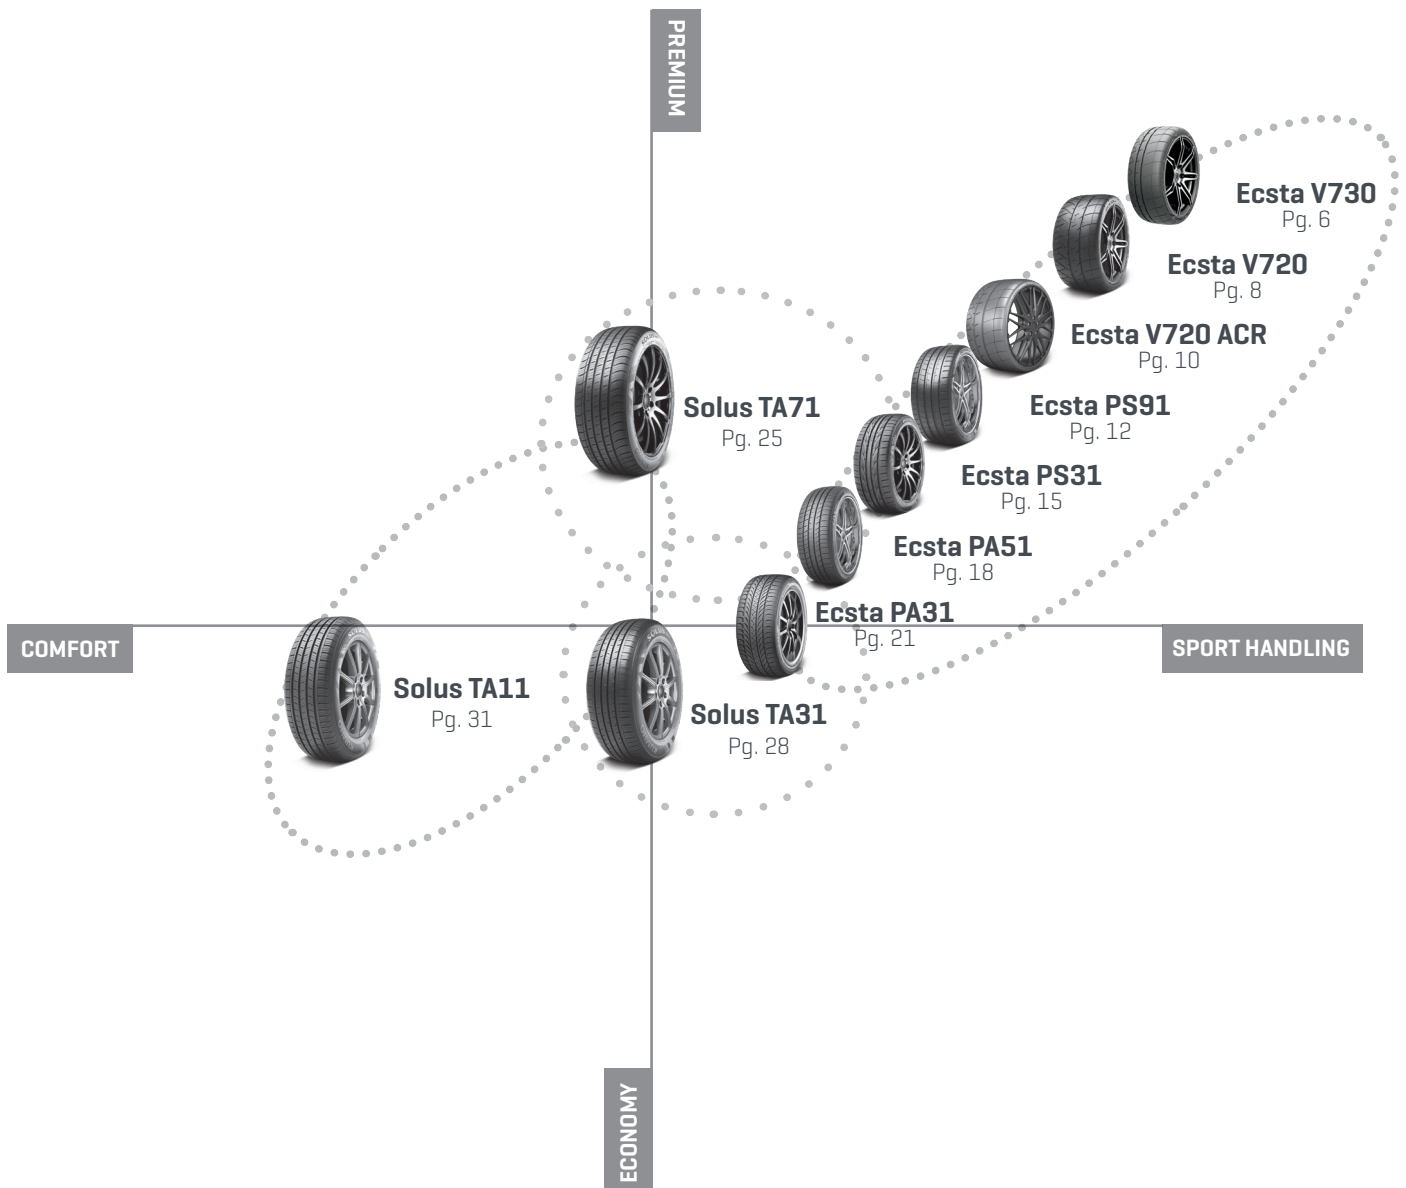 PREMIUM
Ecsta V730
Pg. 6
Ecsta V720
Pg. 8
Ecsta V720 ACR
Pg. 10
Solus TA71
Pg. 25
Ecsta PS91
Pg. 12
Ecsta PS31
Pg. 15
Ecsta PA51
Pg. 18
Ecsta PA31
Pg. 21
COMFORT
SPORT HANDLING
Solus TA11
Pg. 31
Solus TA31
Pg. 28
ECONOMY